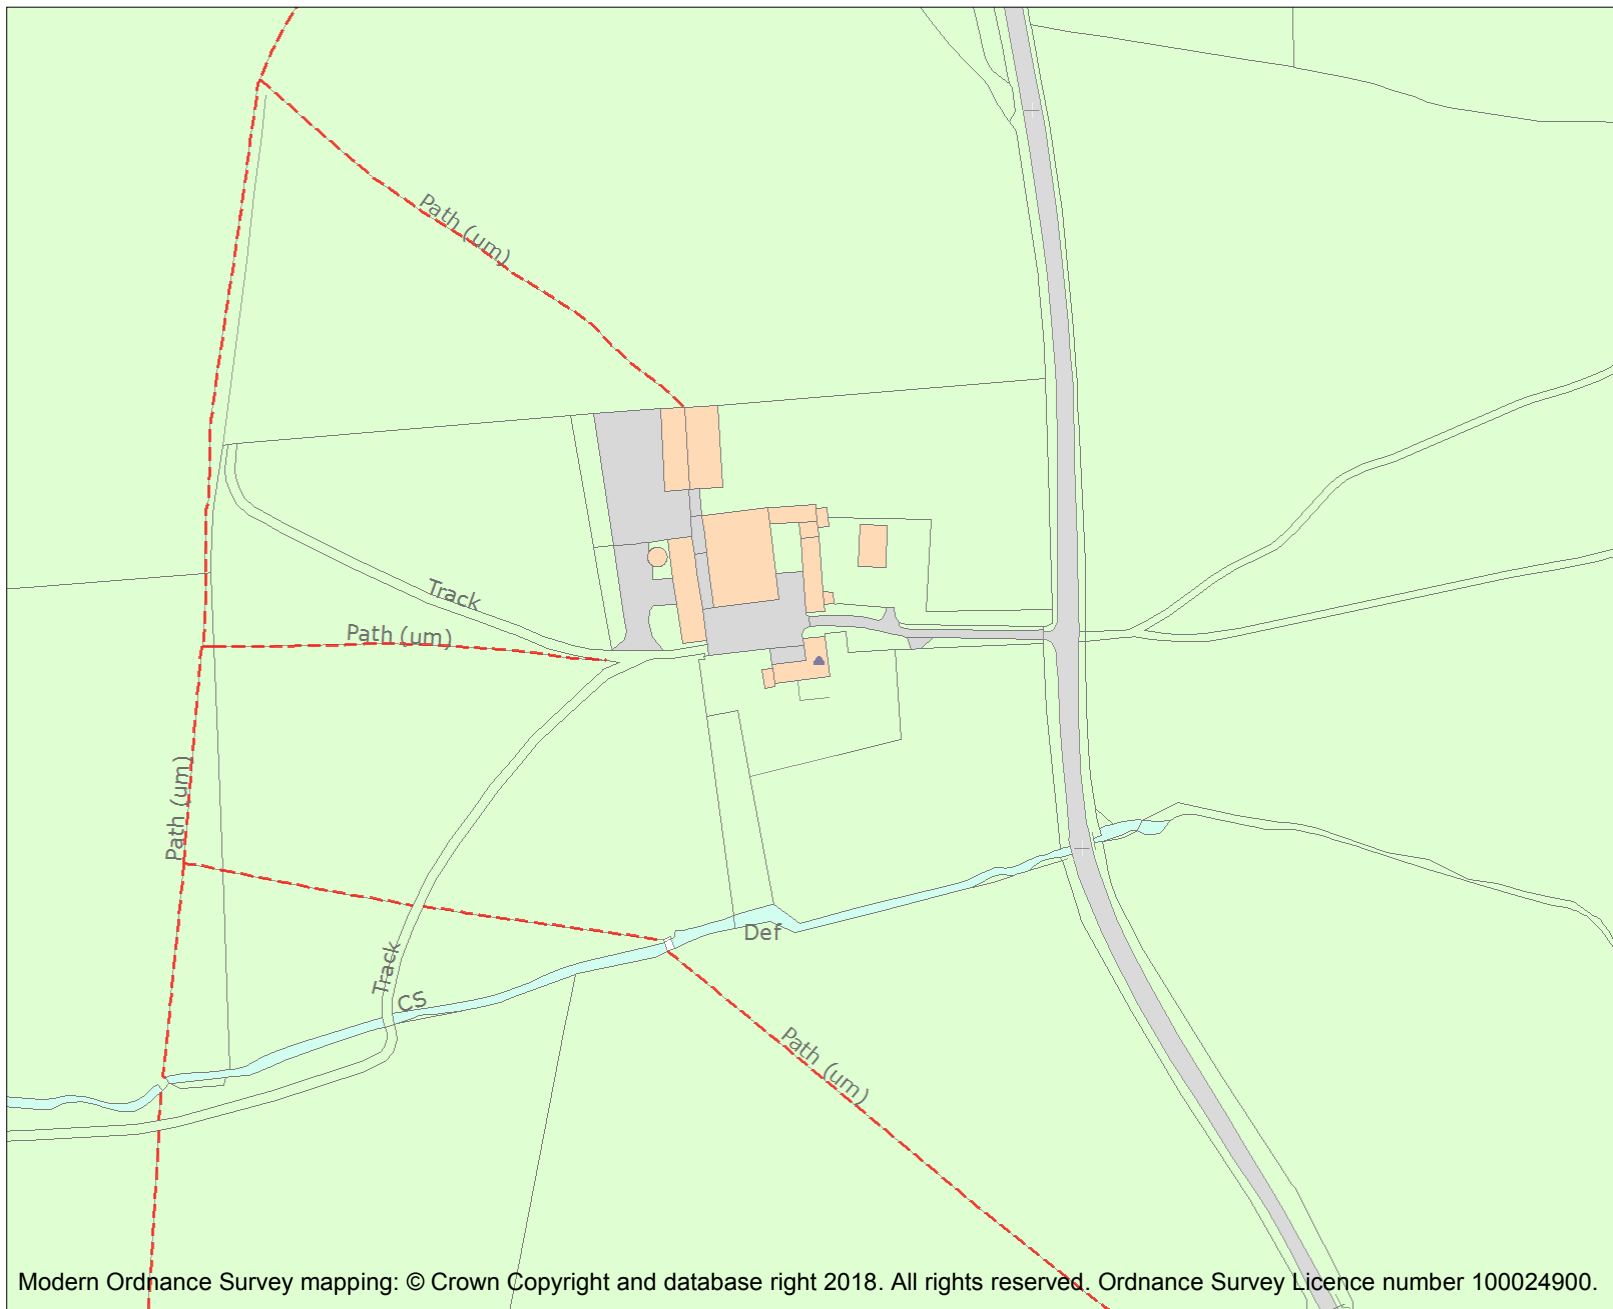 Path (um)
Track
Path (um)
Path (um)
Def
Track
CS
Path (um)
Modern Ordnance Survey mapping: © Crown Copyright and database right 2018. All rights reserved. Ordnance Survey Licence number 100024900.